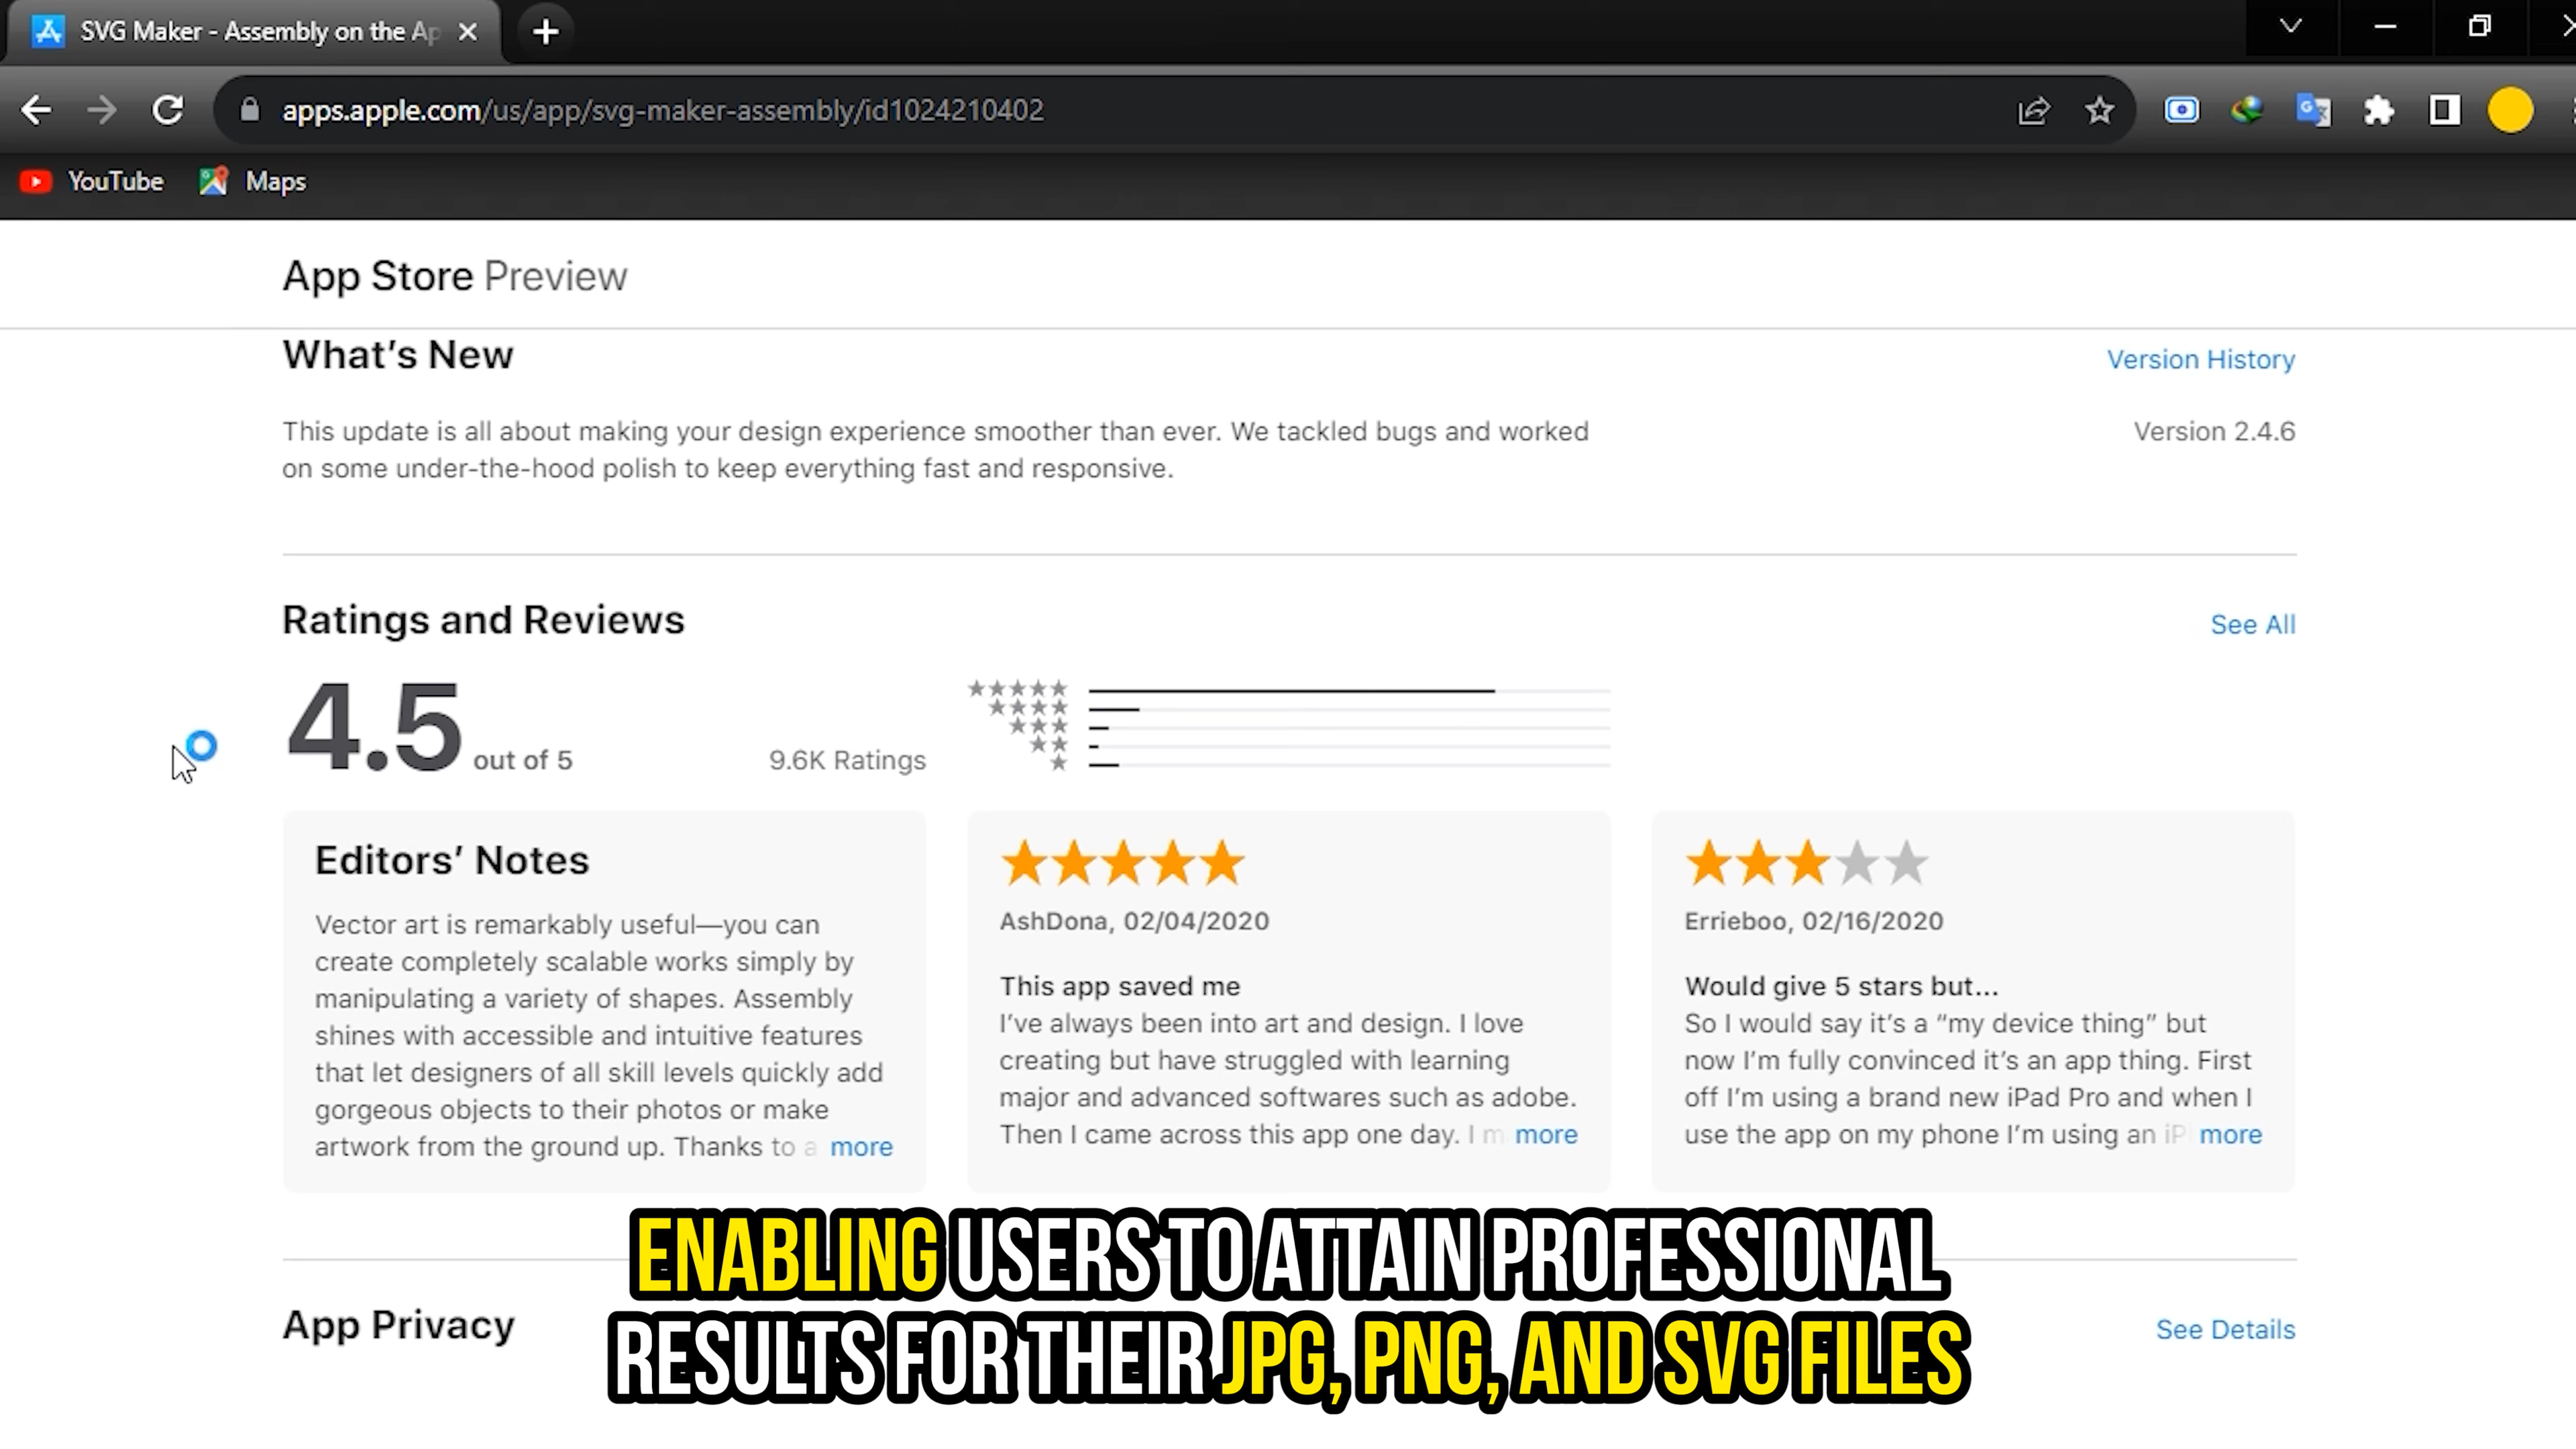 SVG Maker - Assembly on the Ap
apps.apple.com/us/app/svg-maker-assembly/id1024210402
YouTube
Maps
App Store Preview
What's New
Version History
This update is all about making your design experience smoother than ever. We tackled bugs and worked
on some under-the-hood polish to keep everything fast and responsive.
Version 2.4.6
Ratings and Reviews
See All
4.5 out of 5
9.6K Ratings
Editors' Notes
Vector art is remarkably useful—you can
create completely scalable works simply by
manipulating a variety of shapes. Assembly
shines with accessible and intuitive features
that let designers of all skill levels quickly add
gorgeous objects to their photos or make
artwork from the ground up. Thanks to a more
AshDona, 02/04/2020
This app saved me
I've always been into art and design. I love
creating but have struggled with learning
major and advanced softwares such as adobe.
Then I came across this app one day. I m more
Errieboo, 02/16/2020
Would give 5 stars but...
So I would say it's a "my device thing" but
now I'm fully convinced it's an app thing. First
off I'm using a brand new iPad Pro and when I
use the app on my phone I'm using an iP more
ENABLING USERS TO ATTAIN PROFESSIONAL
RESULTS FOR THEIR JPG, PNG, AND SVG FILES
App Privacy
See Details